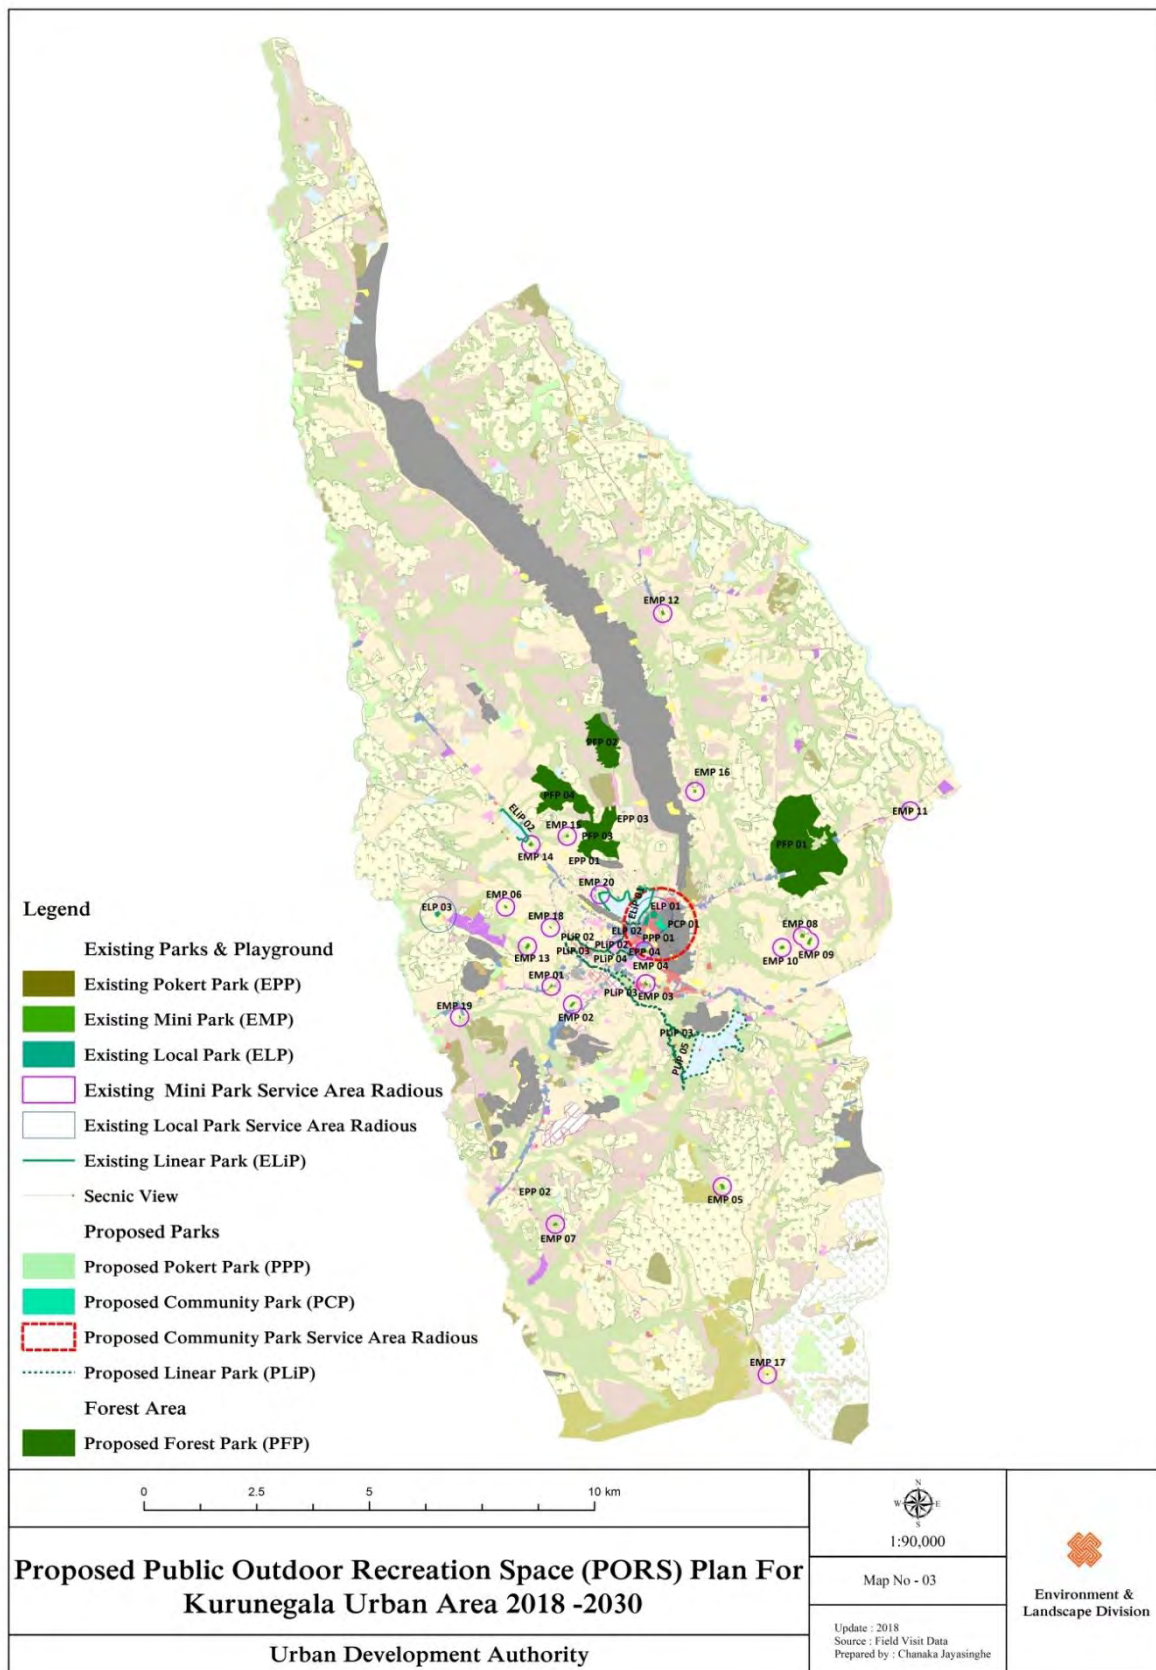 EMP 12
PFP 02
EMP 16
PFP 04
EMP 11
ELiP 02
EMP 15
EPP 03
PFP 03
PFP 01
EMP 14
EPP 01
EMP 20
ELiP 01
EMP 06
ELP 03
ELP 01
PCP 01
EMP 18
ELP 02
EMP 08
PLiP 02
PPP 01
EMP 09
PLiP 03
PLiP 02
EPP 04
EMP 13
PLiP 04
EMP 10
EMP 04
EMP 01
PLiP 03
EMP 03
EMP 19
EMP 02
PLiP 03
PLiP 05
EMP 05
EPP 02
EMP 07
EMP 17
Legend
Existing Parks & Playground
Existing Pokert Park (EPP)
Existing Mini Park (EMP)
Existing Local Park (ELP)
Existing Mini Park Service Area Radious
Existing Local Park Service Area Radious
Existing Linear Park (ELiP)
Secnic View
Proposed Parks
Proposed Pokert Park (PPP)
Proposed Community Park (PCP)
Proposed Community Park Service Area Radious
Proposed Linear Park (PLiP)
Forest Area
Proposed Forest Park (PFP)
0 2.5 5 10 km
N
W E
S
1:90,000
Proposed Public Outdoor Recreation Space (PORS) Plan For
Kurunegala Urban Area 2018 -2030
Urban Development Authority
Map No - 03
Update : 2018
Source : Field Visit Data
Prepared by : Chanaka Jayasinghe
Environment &
Landscape Division